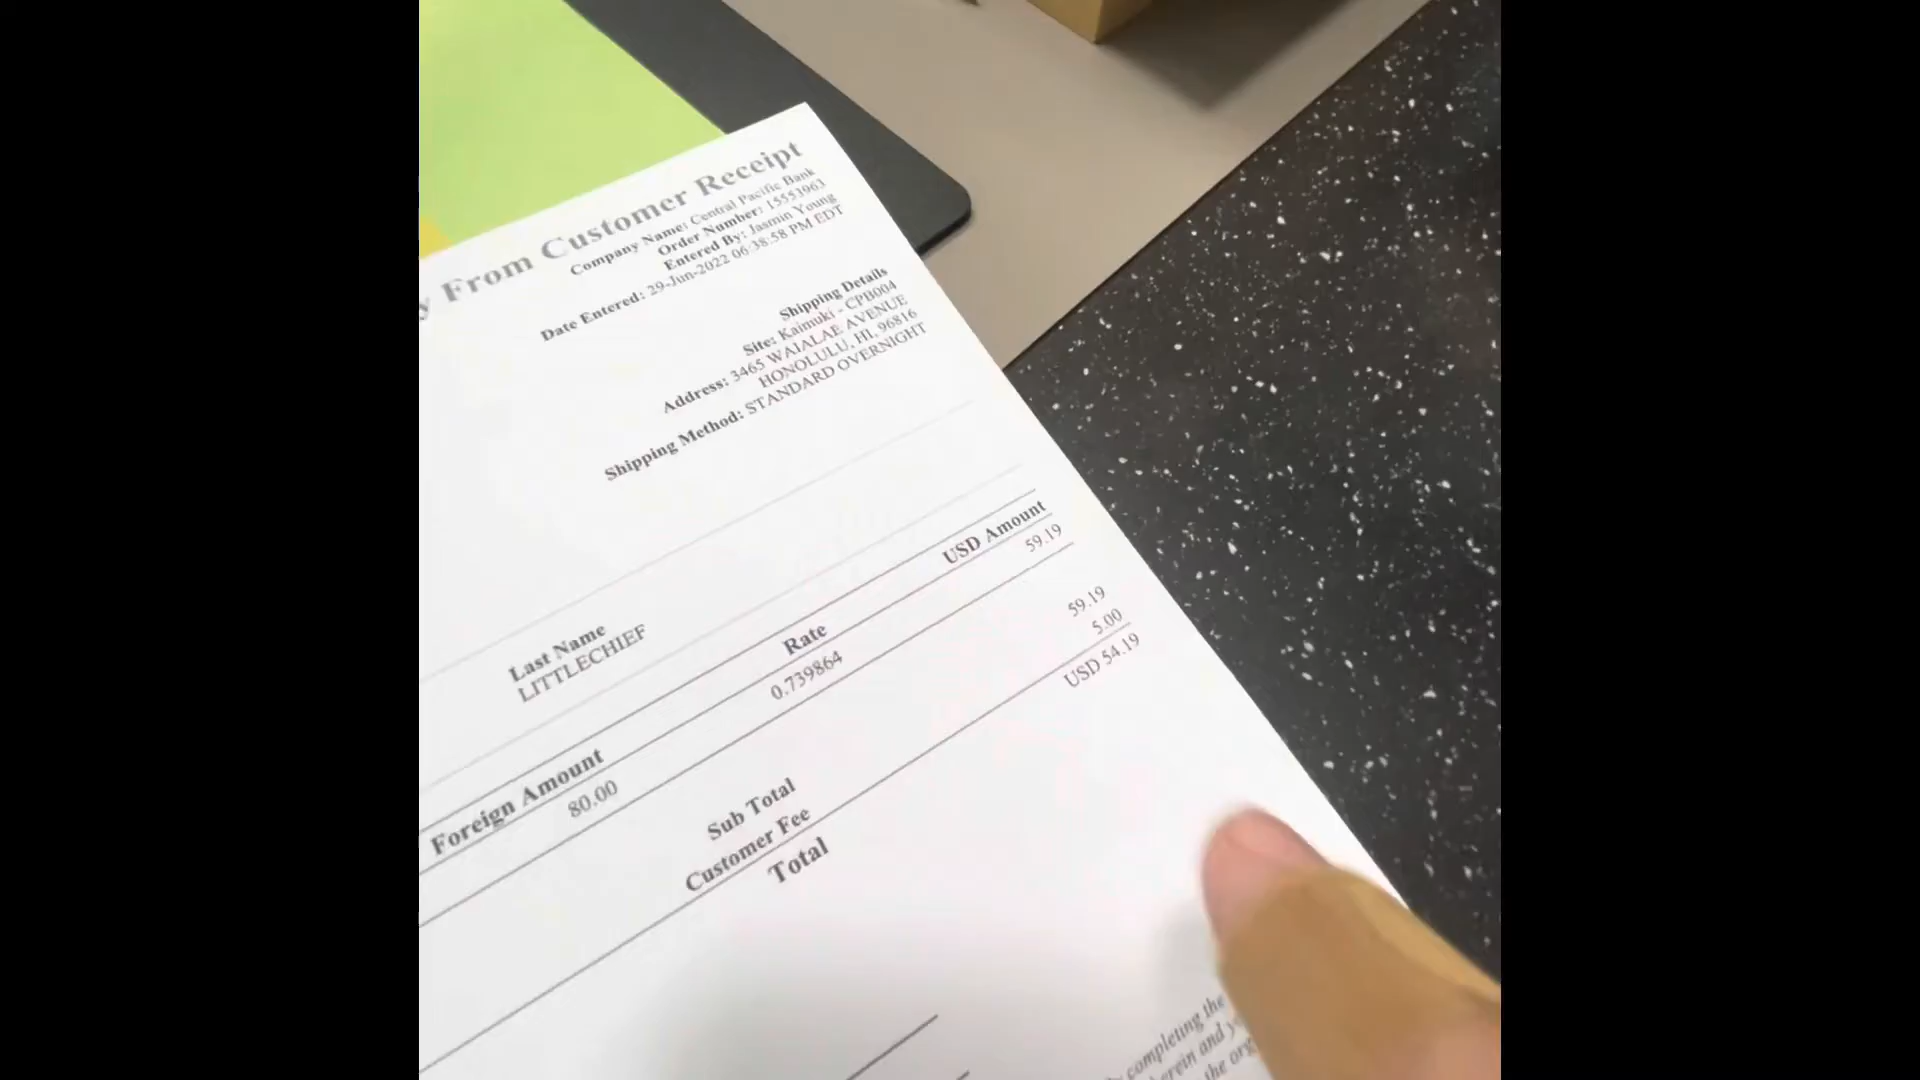 From Customer Receipt
Company Name: Central Pacific Bank
Order Number: 15553963
Entered By: Jasmin Young
Date Entered: 29-Jun-2022 06:38:58 PM EDT
Shipping Details
Site: Kaimuki - CPB004
Address: 3465 WAIALAE AVENUE
HONOLULU, HI, 96816
Shipping Method: STANDARD OVERNIGHT
Last Name
LITTLECHIEF
Foreign Amount Rate USD Amount
80.00 0.739864 59.19
Sub Total 59.19
Customer Fee 5.00
Total USD 54.19
completing the
herein and
the